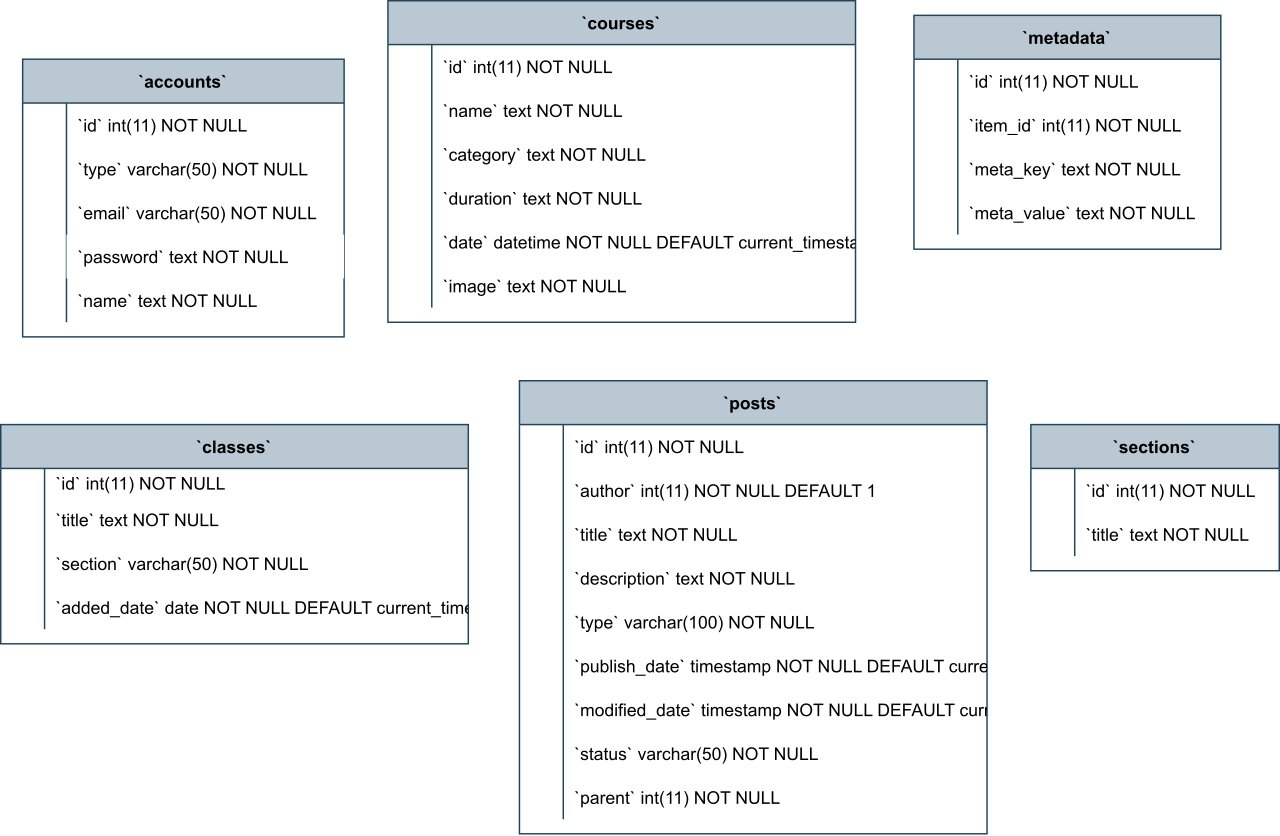 `accounts`
`id` int(11) NOT NULL
`type` varchar(50) NOT NULL
`email` varchar(50) NOT NULL
`password` text NOT NULL
`name` text NOT NULL
`courses`
`id` int(11) NOT NULL
`name` text NOT NULL
`category` text NOT NULL
`duration` text NOT NULL
`date` datetime NOT NULL DEFAULT current_timesta
`image` text NOT NULL
`metadata`
`id` int(11) NOT NULL
`item_id` int(11) NOT NULL
`meta_key` text NOT NULL
`meta_value` text NOT NULL
`classes`
`id` int(11) NOT NULL
`title` text NOT NULL
`section` varchar(50) NOT NULL
`added_date` date NOT NULL DEFAULT current_time
`posts`
`id` int(11) NOT NULL
`author` int(11) NOT NULL DEFAULT 1
`title` text NOT NULL
`description` text NOT NULL
`type` varchar(100) NOT NULL
`publish_date` timestamp NOT NULL DEFAULT curre
`modified_date` timestamp NOT NULL DEFAULT curr
`status` varchar(50) NOT NULL
`parent` int(11) NOT NULL
`sections`
`id` int(11) NOT NULL
`title` text NOT NULL